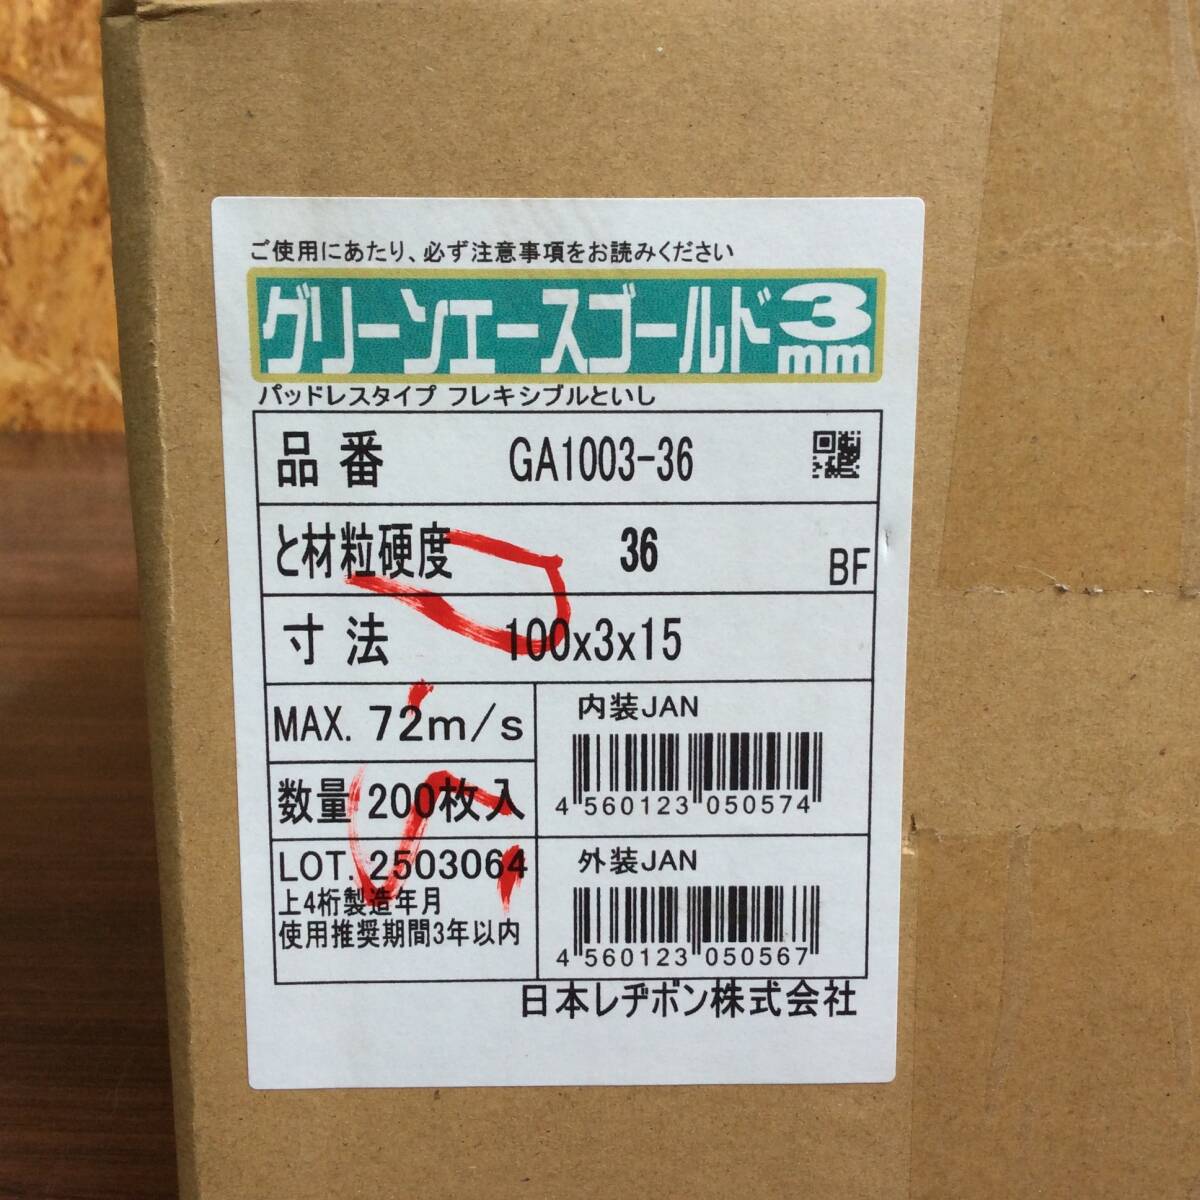 ご使用にあたり、必ず注意事項をお読みください
グリーンエースゴールド3mm
パッドレスタイプ フレキシブルといし
品番 GA1003-36
と材粒硬度 36 BF
寸法 100x3x15
MAX. 72m/s
数量 200枚入
LOT. 2503064
上4桁製造年月
使用推奨期間3年以内
内装JAN
4 560123 050574
外装JAN
4 560123 050567
日本レヂボン株式会社